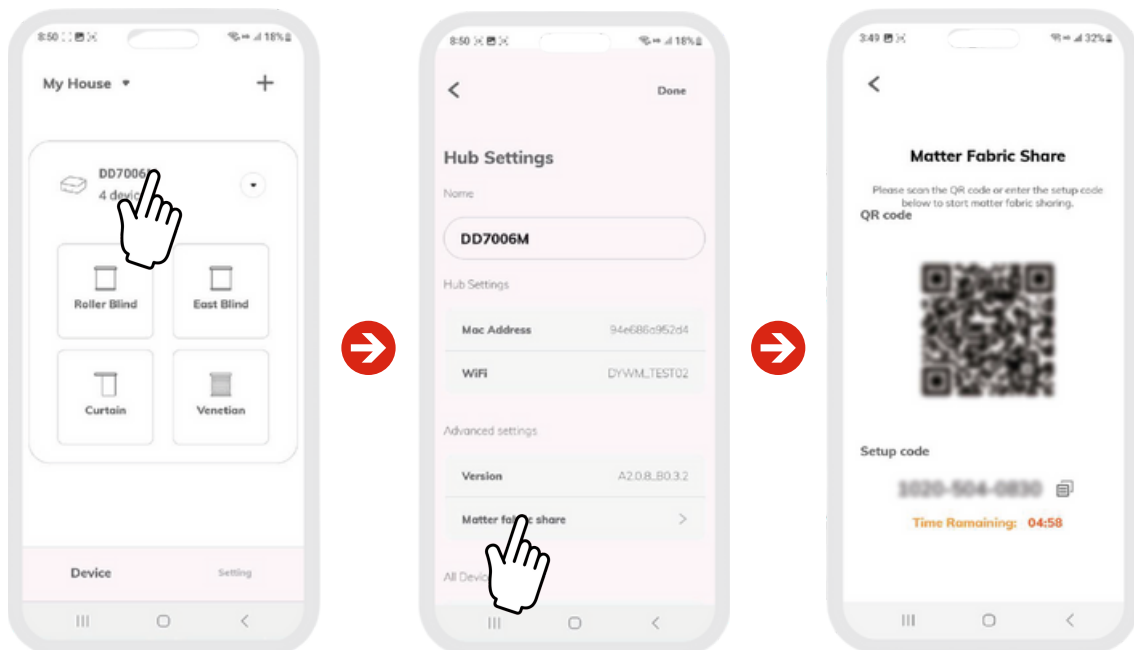 8:50
18%
My House
+
DD7006
4 devic
Roller Blind
East Blind
Curtain
Venetian
Device
Setting
8:50
18%
Done
Hub Settings
Name
DD7006M
Hub Settings
Mac Address
94e686c952d4
WiFi
DYWM_TEST02
Advanced settings
Version
A2.0.8_B0.3.2
Matter fabric share
All Devic
3:49
32%
Matter Fabric Share
Please scan the QR code or enter the setup code
below to start matter fabric sharing.
QR code
Setup code
Time Remaining: 04:58